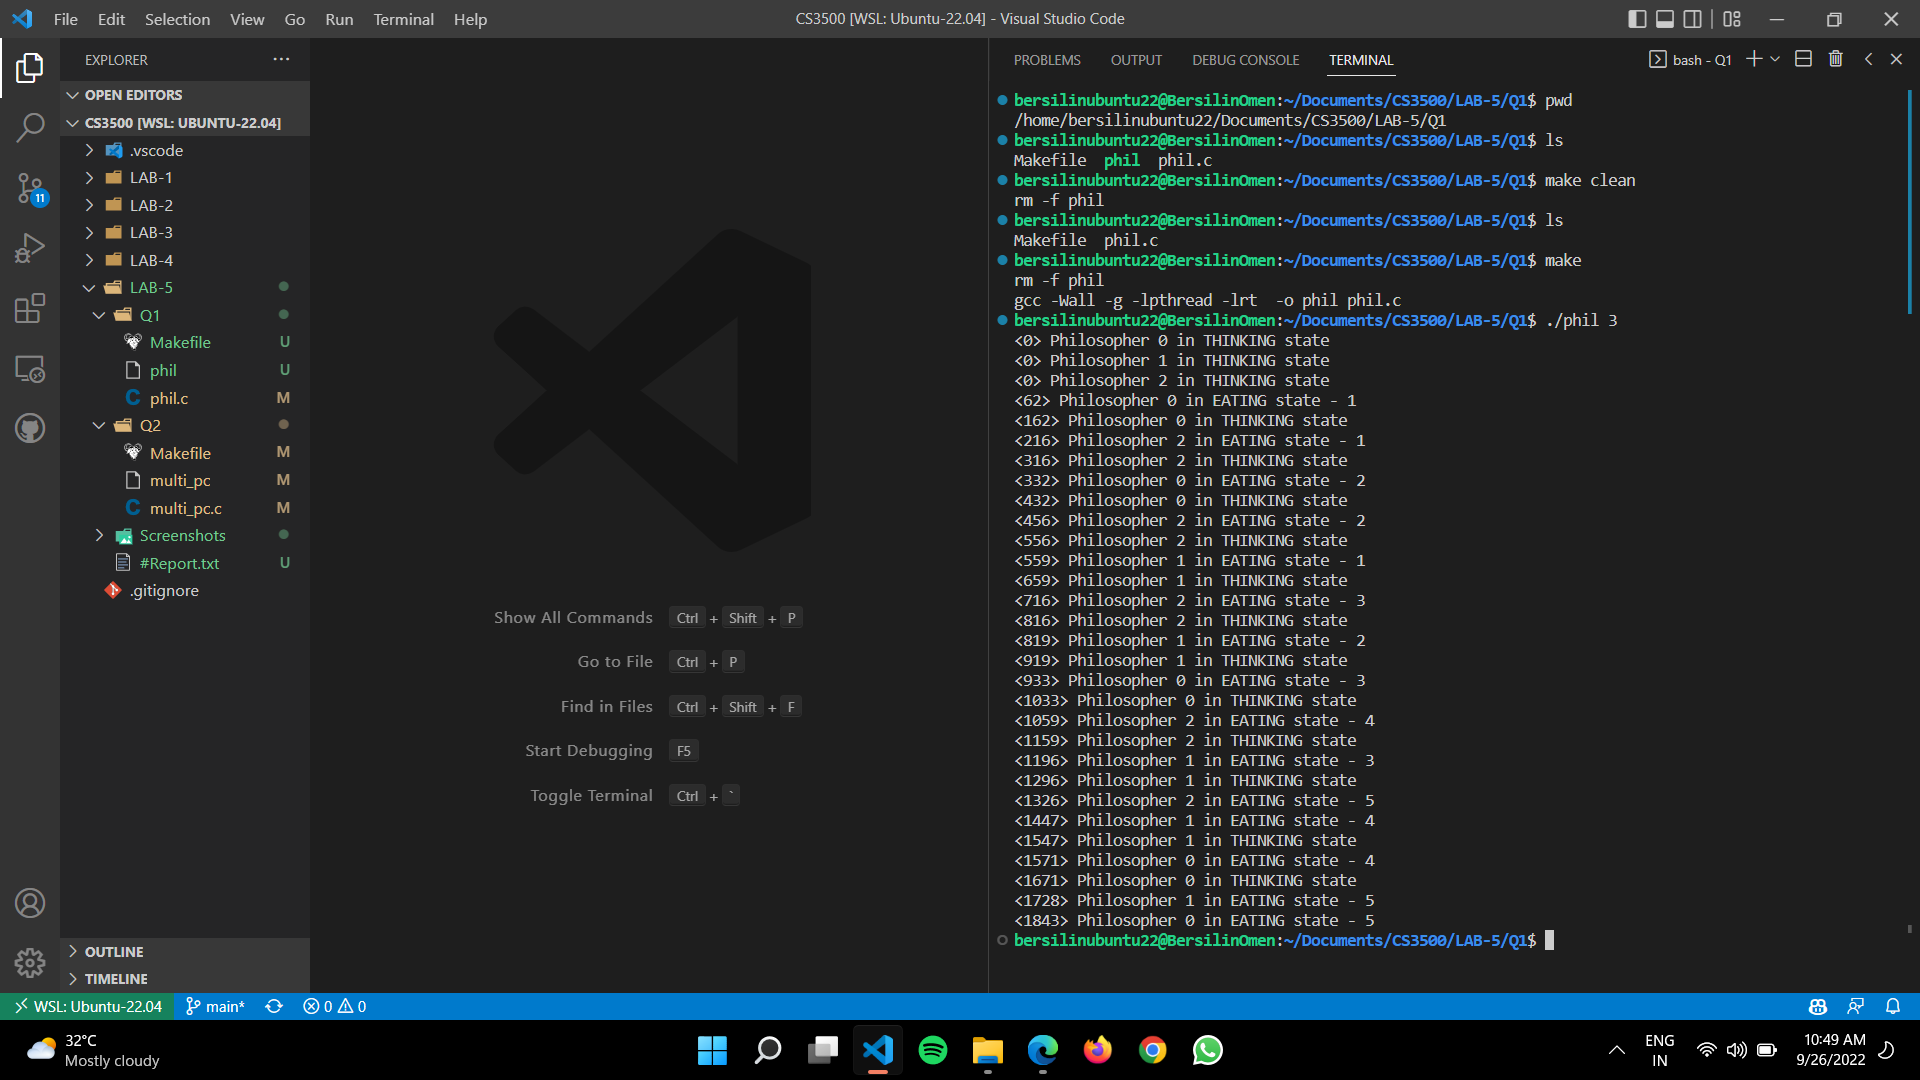 File Edit Selection View Go Run Terminal Help
CS3500 [WSL: Ubuntu-22.04] - Visual Studio Code
EXPLORER
OPEN EDITORS
CS3500 [WSL: UBUNTU-22.04]
.vscode
LAB-1
LAB-2
LAB-3
LAB-4
LAB-5
Q1
Makefile U
phil U
phil.c M
Q2
Makefile M
multi_pc M
multi_pc.c M
Screenshots
#Report.txt U
.gitignore
OUTLINE
TIMELINE
11
Show All Commands Ctrl + Shift + P
Go to File Ctrl + P
Find in Files Ctrl + Shift + F
Start Debugging F5
Toggle Terminal Ctrl + `
PROBLEMS OUTPUT DEBUG CONSOLE TERMINAL
bash - Q1
bersilinubuntu22@BersilinOmen:~/Documents/CS3500/LAB-5/Q1$ pwd
/home/bersilinubuntu22/Documents/CS3500/LAB-5/Q1
bersilinubuntu22@BersilinOmen:~/Documents/CS3500/LAB-5/Q1$ ls
Makefile phil phil.c
bersilinubuntu22@BersilinOmen:~/Documents/CS3500/LAB-5/Q1$ make clean
rm -f phil
bersilinubuntu22@BersilinOmen:~/Documents/CS3500/LAB-5/Q1$ ls
Makefile phil.c
bersilinubuntu22@BersilinOmen:~/Documents/CS3500/LAB-5/Q1$ make
rm -f phil
gcc -Wall -g -lpthread -lrt -o phil phil.c
bersilinubuntu22@BersilinOmen:~/Documents/CS3500/LAB-5/Q1$ ./phil 3
<0> Philosopher 0 in THINKING state
<0> Philosopher 1 in THINKING state
<0> Philosopher 2 in THINKING state
<62> Philosopher 0 in EATING state - 1
<162> Philosopher 0 in THINKING state
<216> Philosopher 2 in EATING state - 1
<316> Philosopher 2 in THINKING state
<332> Philosopher 0 in EATING state - 2
<432> Philosopher 0 in THINKING state
<456> Philosopher 2 in EATING state - 2
<556> Philosopher 2 in THINKING state
<559> Philosopher 1 in EATING state - 1
<659> Philosopher 1 in THINKING state
<716> Philosopher 2 in EATING state - 3
<816> Philosopher 2 in THINKING state
<819> Philosopher 1 in EATING state - 2
<919> Philosopher 1 in THINKING state
<933> Philosopher 0 in EATING state - 3
<1033> Philosopher 0 in THINKING state
<1059> Philosopher 2 in EATING state - 4
<1159> Philosopher 2 in THINKING state
<1196> Philosopher 1 in EATING state - 3
<1296> Philosopher 1 in THINKING state
<1326> Philosopher 2 in EATING state - 5
<1447> Philosopher 1 in EATING state - 4
<1547> Philosopher 1 in THINKING state
<1571> Philosopher 0 in EATING state - 4
<1671> Philosopher 0 in THINKING state
<1728> Philosopher 1 in EATING state - 5
<1843> Philosopher 0 in EATING state - 5
bersilinubuntu22@BersilinOmen:~/Documents/CS3500/LAB-5/Q1$
WSL: Ubuntu-22.04 main* 0 0
32°C
Mostly cloudy
ENG
IN
10:49 AM
9/26/2022